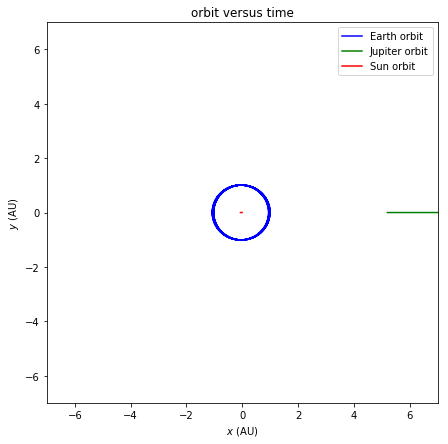 orbit versus time
Earth orbit
Jupiter orbit
Sun orbit
6
4
2
0
−2
−4
−6
y (AU)
−6
−4
−2
0
2
4
6
x (AU)